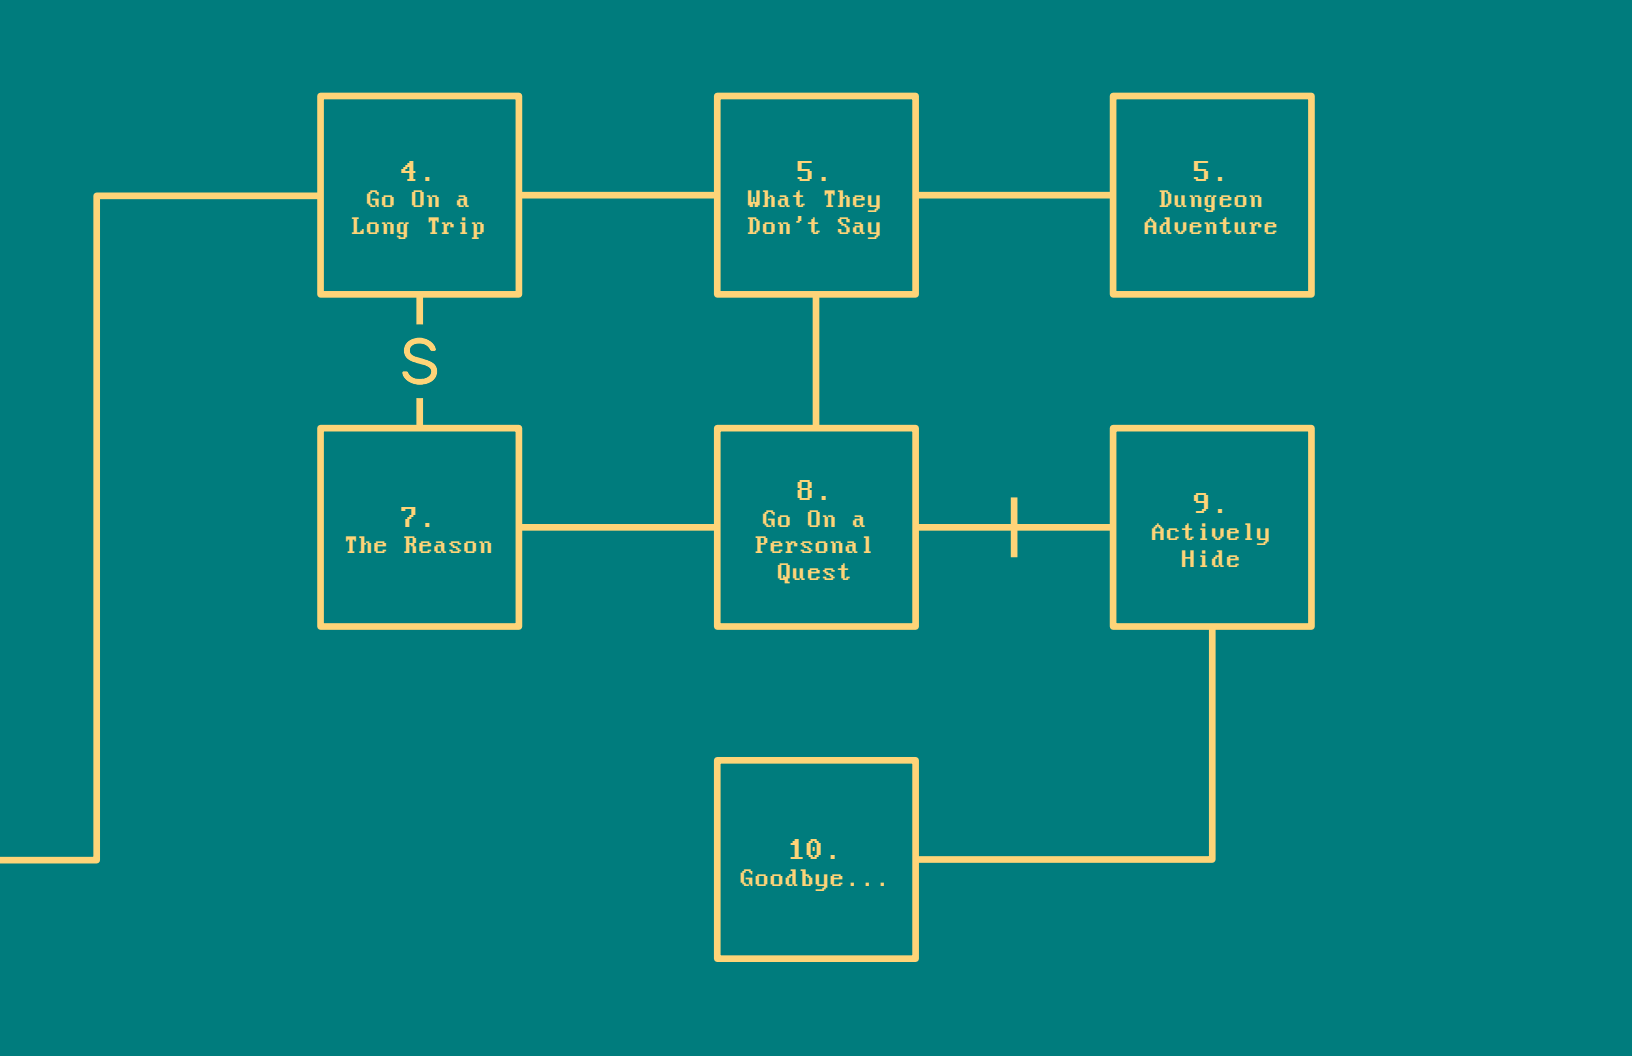 4.
Go On a
Long Trip
5.
What They
Don't Say
5.
Dungeon
Adventure
S
7.
The Reason
8.
Go On a
Personal
Quest
9.
Actively
Hide
10.
Goodbye...